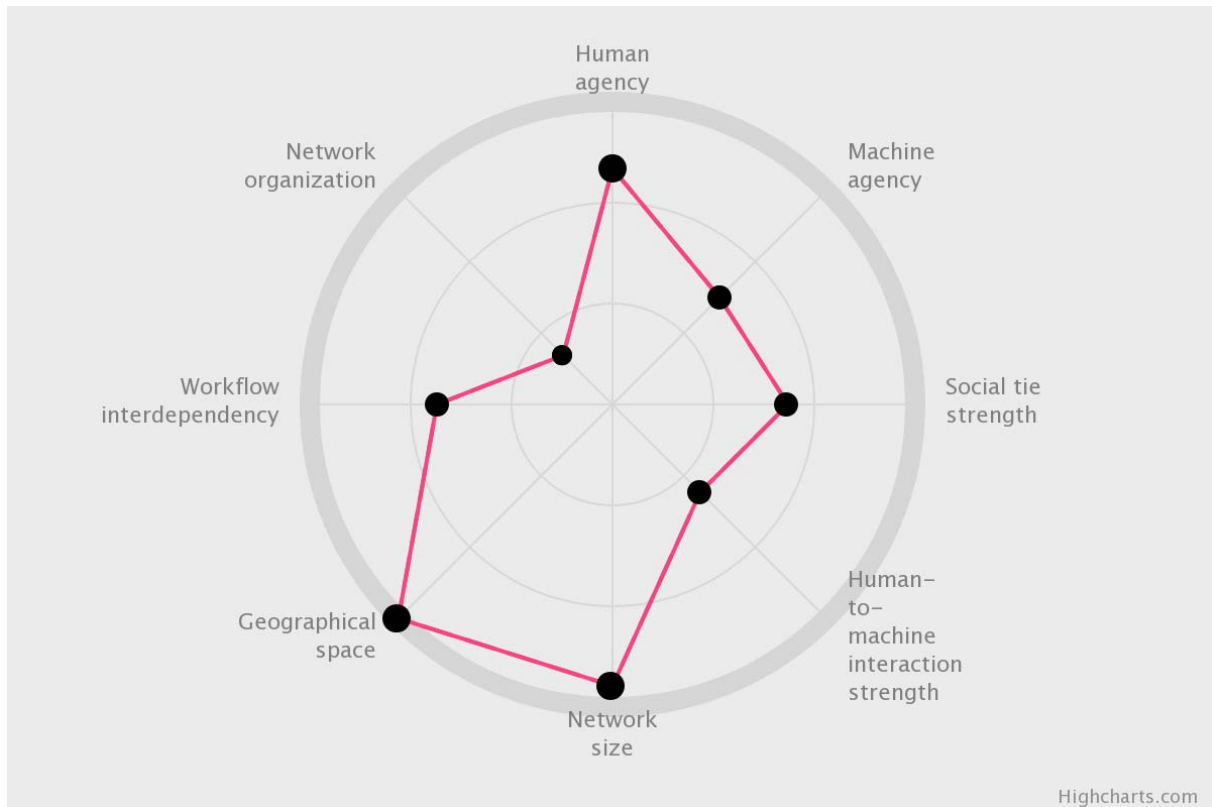 Human
agency
Network
organization
Machine
agency
Workflow
interdependency
Social tie
strength
Geographical
space
Human-
to-
machine
interaction
strength
Network
size
Highcharts.com